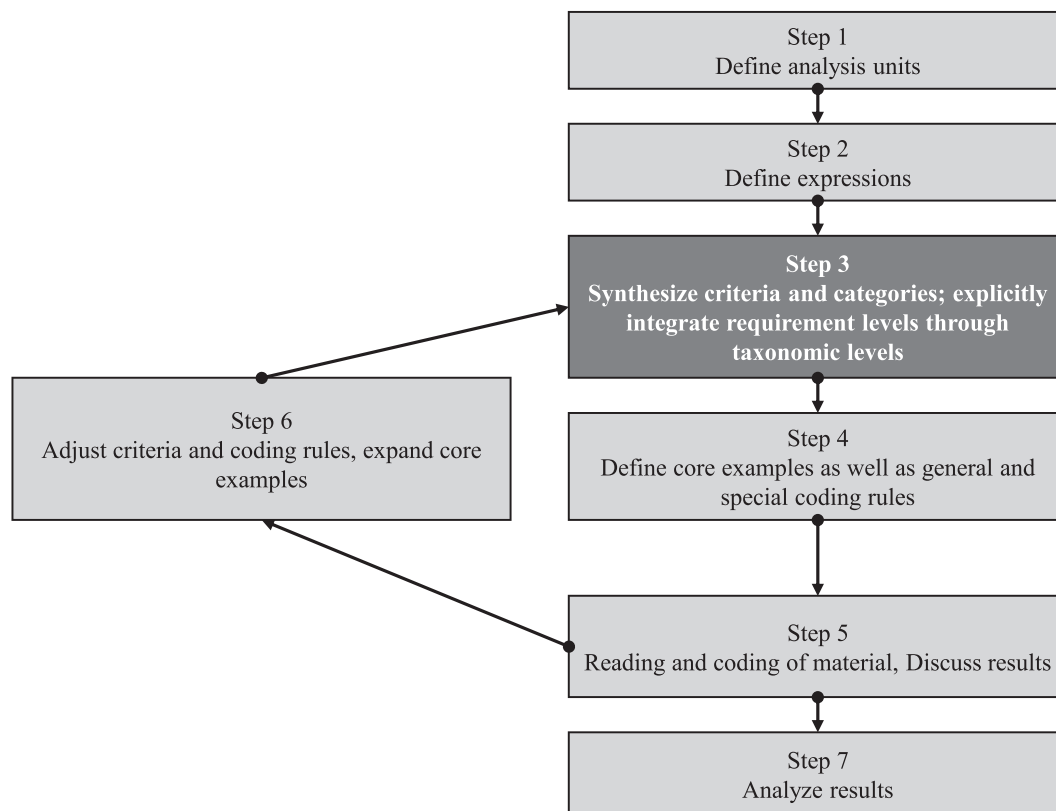 Step 1
Define analysis units
Step 2
Define expressions
Step 3
Synthesize criteria and categories; explicitly
integrate requirement levels through
taxonomic levels
Step 6
Adjust criteria and coding rules, expand core
examples
Step 4
Define core examples as well as general and
special coding rules
Step 5
Reading and coding of material, Discuss results
Step 7
Analyze results